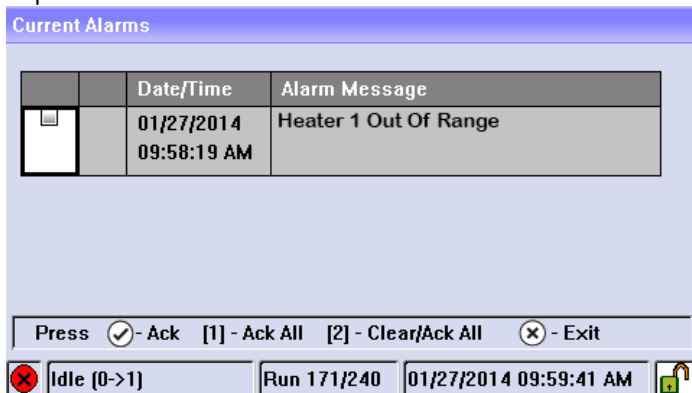 Current Alarms
Date/Time Alarm Message
01/27/2014 Heater 1 Out Of Range
09:58:19 AM
Press - Ack [1] - Ack All [2] - Clear/Ack All - Exit
Idle (0->1) Run 171/240 01/27/2014 09:59:41 AM